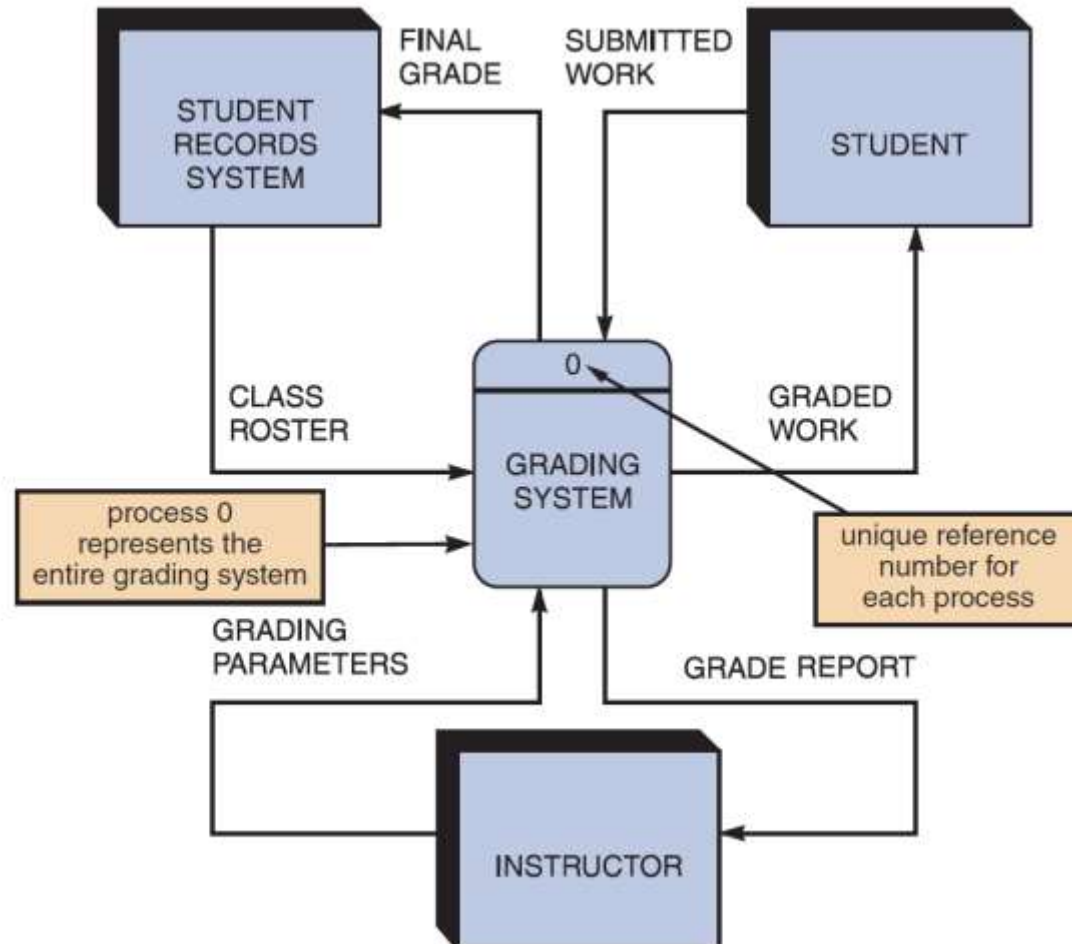 FINAL
GRADE
SUBMITTED
WORK
STUDENT
RECORDS
SYSTEM
STUDENT
0
CLASS
ROSTER
GRADED
WORK
GRADING
SYSTEM
process 0
represents the
entire grading system
unique reference
number for
each process
GRADING
PARAMETERS
GRADE REPORT
INSTRUCTOR